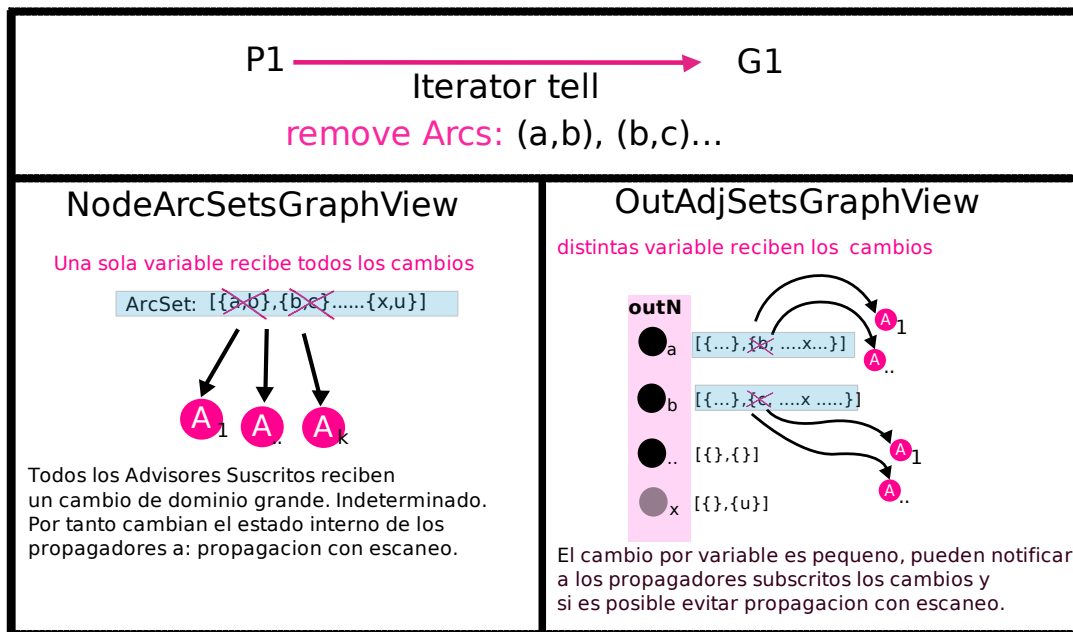 P1
G1
Iterator tell
remove Arcs: (a,b), (b,c)...
NodeArcSetsGraphView
Una sola variable recibe todos los cambios
ArcSet: [{a,b},{b,c}......{x,u}]
A1 A.. Ak
Todos los Advisores Suscritos reciben
un cambio de dominio grande. Indeterminado.
Por tanto cambian el estado interno de los
propagadores a: propagacion con escaneo.
OutAdjSetsGraphView
distintas variable reciben los cambios
outN
a [{...},{b, ....x...}]
A1
A..
b [{...},{c, ....x .....}]
A1
A..
.. [{},{}]
x [{},{u}]
El cambio por variable es pequeno, pueden notificar
a los propagadores subscritos los cambios y
si es posible evitar propagacion con escaneo.